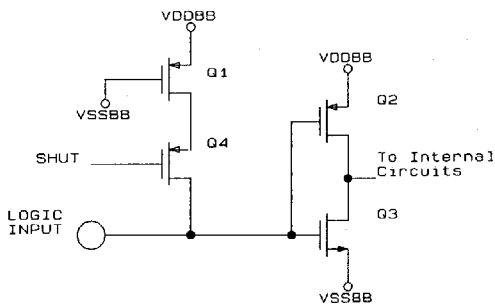 VDDBB
Q1
VSSBB
Q4
SHUT
LOGIC
INPUT
VDDBB
Q2
To Internal
Circuits
Q3
VSSBB